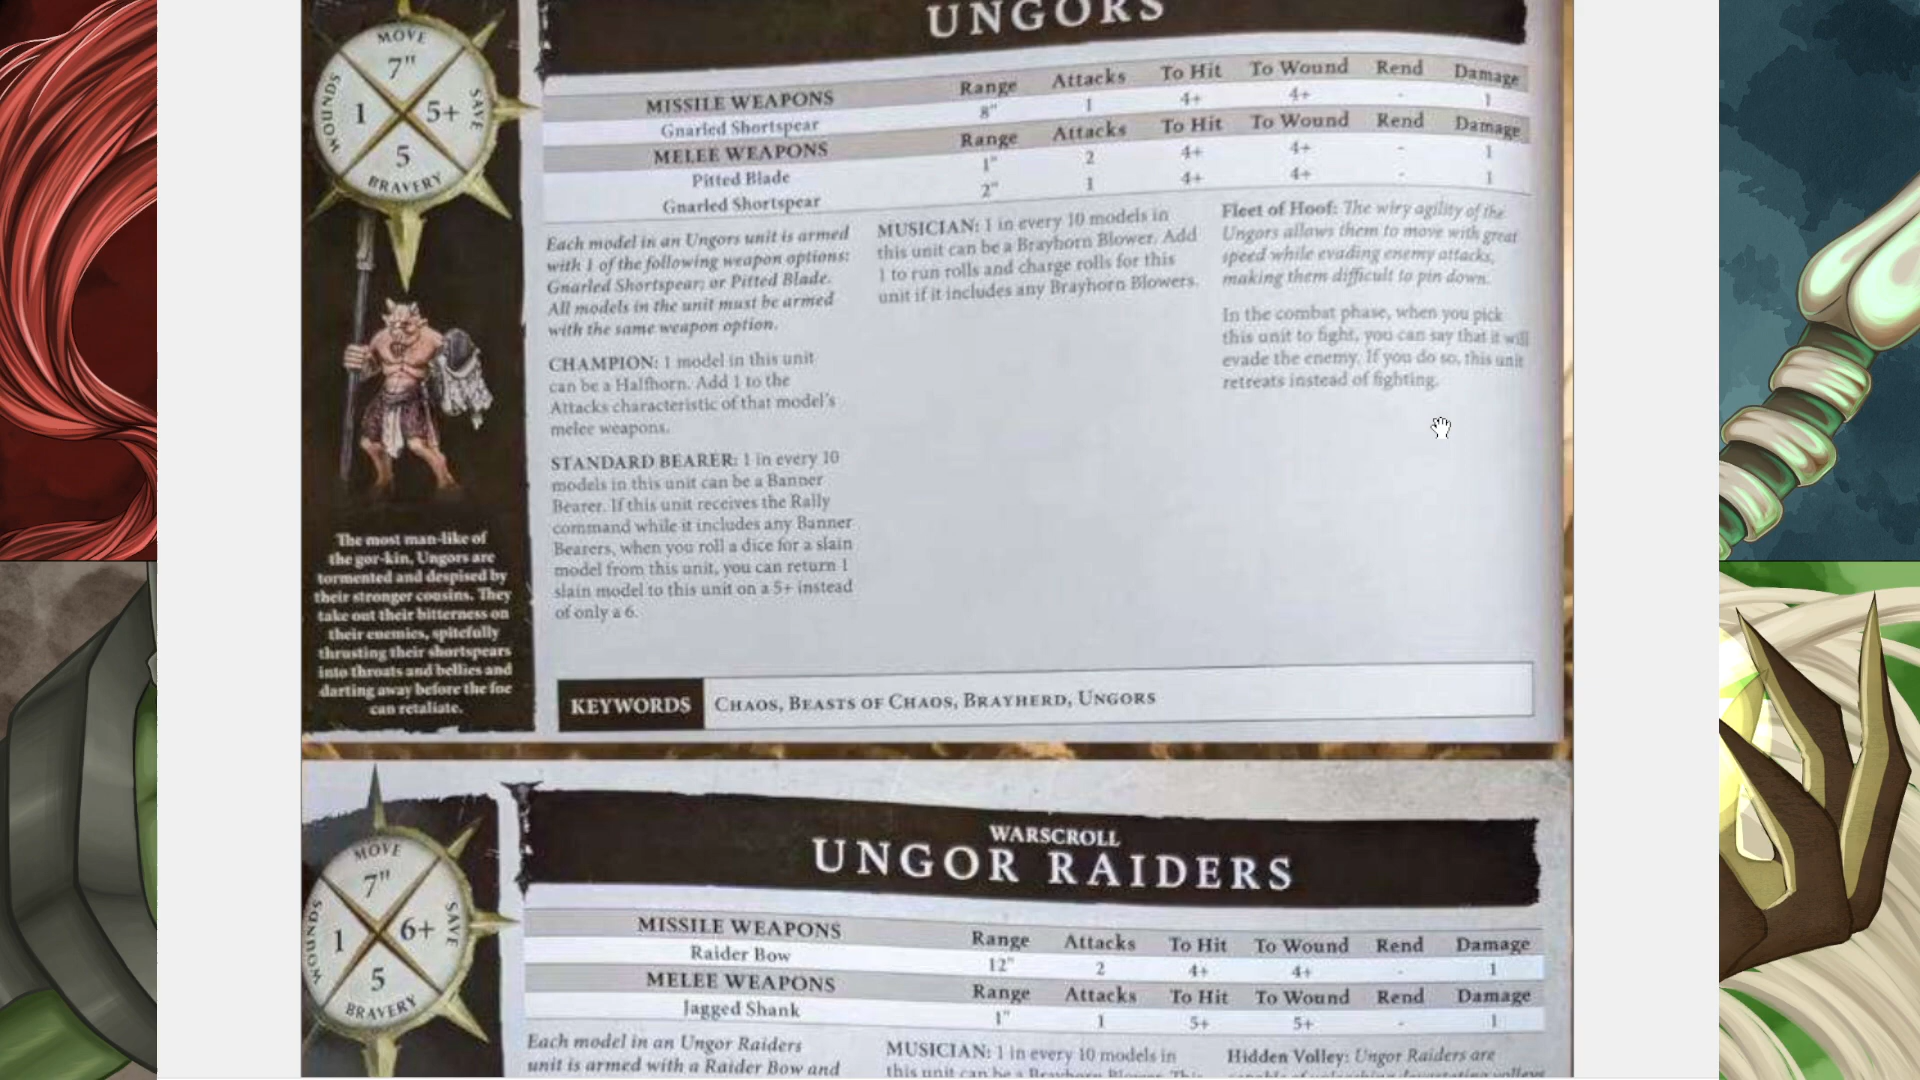 UNGORS
MOVE
7"
WOUNDS
1
5+
SAVE
5
BRAVERY
MISSILE WEAPONS Range Attacks To Hit To Wound Rend Damage
Gnarled Shortspear 8" 1 4+ 4+ - 1
MELEE WEAPONS Range Attacks To Hit To Wound Rend Damage
Pitted Blade 1" 2 4+ 4+ - 1
Gnarled Shortspear 2" 1 4+ 4+ - 1
Each model in an Ungors unit is armed
with 1 of the following weapon options:
Gnarled Shortspear; or Pitted Blade.
All models in the unit must be armed
with the same weapon option.
CHAMPION: 1 model in this unit
can be a Halfhorn. Add 1 to the
Attacks characteristic of that model's
melee weapons.
STANDARD BEARER: 1 in every 10
models in this unit can be a Banner
Bearer. If this unit receives the Rally
command while it includes any Banner
Bearers, when you roll a dice for a slain
model from this unit, you can return 1
slain model to this unit on a 5+ instead
of only a 6.
MUSICIAN: 1 in every 10 models in
this unit can be a Brayhorn Blower. Add
1 to run rolls and charge rolls for this
unit if it includes any Brayhorn Blowers.
Fleet of Hoof: The wiry agility of the
Ungors allows them to move with great
speed while evading enemy attacks,
making them difficult to pin down.
In the combat phase, when you pick
this unit to fight, you can say that it will
evade the enemy. If you do so, this unit
retreats instead of fighting.
The most man-like of
the gor-kin, Ungors are
tormented and despised by
their stronger cousins. They
take out their bitterness on
their enemies, spitefully
thrusting their shortspears
into throats and bellies and
darting away before the foe
can retaliate.
KEYWORDS CHAOS, BEASTS OF CHAOS, BRAYHERD, UNGORS
WARSCROLL
UNGOR RAIDERS
MOVE
7"
WOUNDS
1
6+
SAVE
5
BRAVERY
MISSILE WEAPONS Range Attacks To Hit To Wound Rend Damage
Raider Bow 12" 2 4+ 4+ - 1
MELEE WEAPONS Range Attacks To Hit To Wound Rend Damage
Jagged Shank 1" 1 5+ 5+ - 1
Each model in an Ungor Raiders
unit is armed with a Raider Bow and
MUSICIAN: 1 in every 10 models in
this unit can be a Brayhorn Blower. This
Hidden Volley: Ungor Raiders are
capable of unleashing devastating volleys